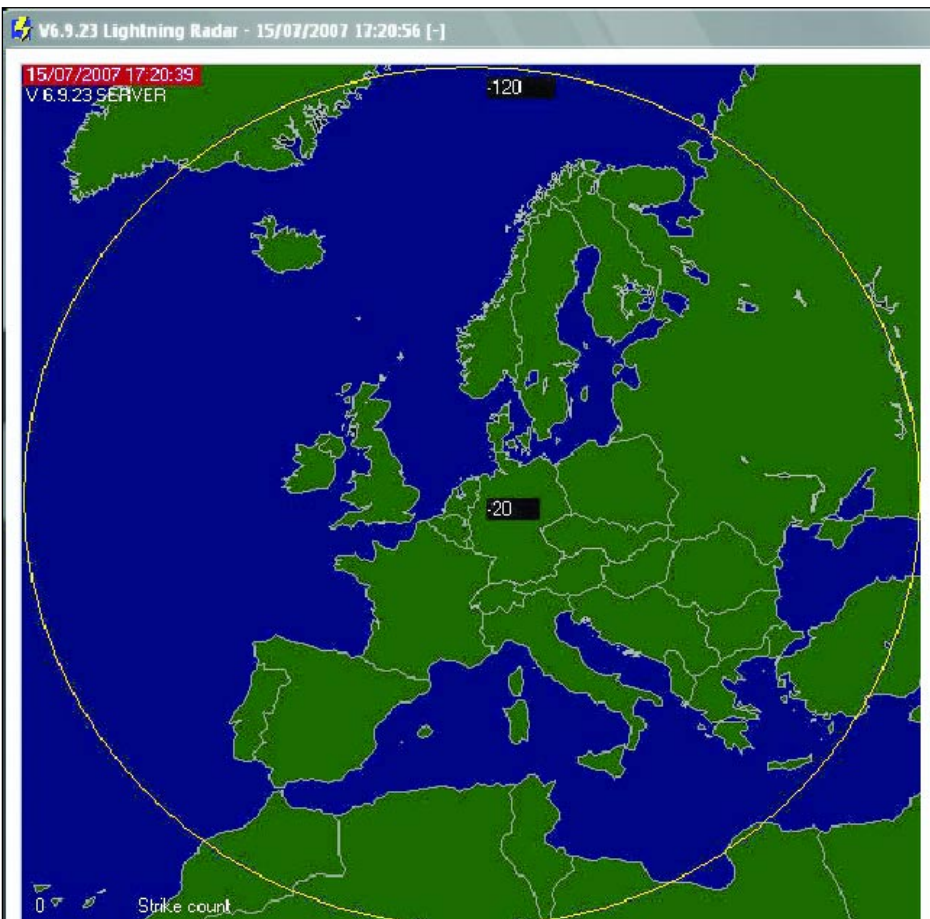 V6.9.23 Lightning Radar - 15/07/2007 17:20:56 [-]
15/07/2007 17:20:39
V 6.9.23 SERVER
-120
-20
0 Strike count